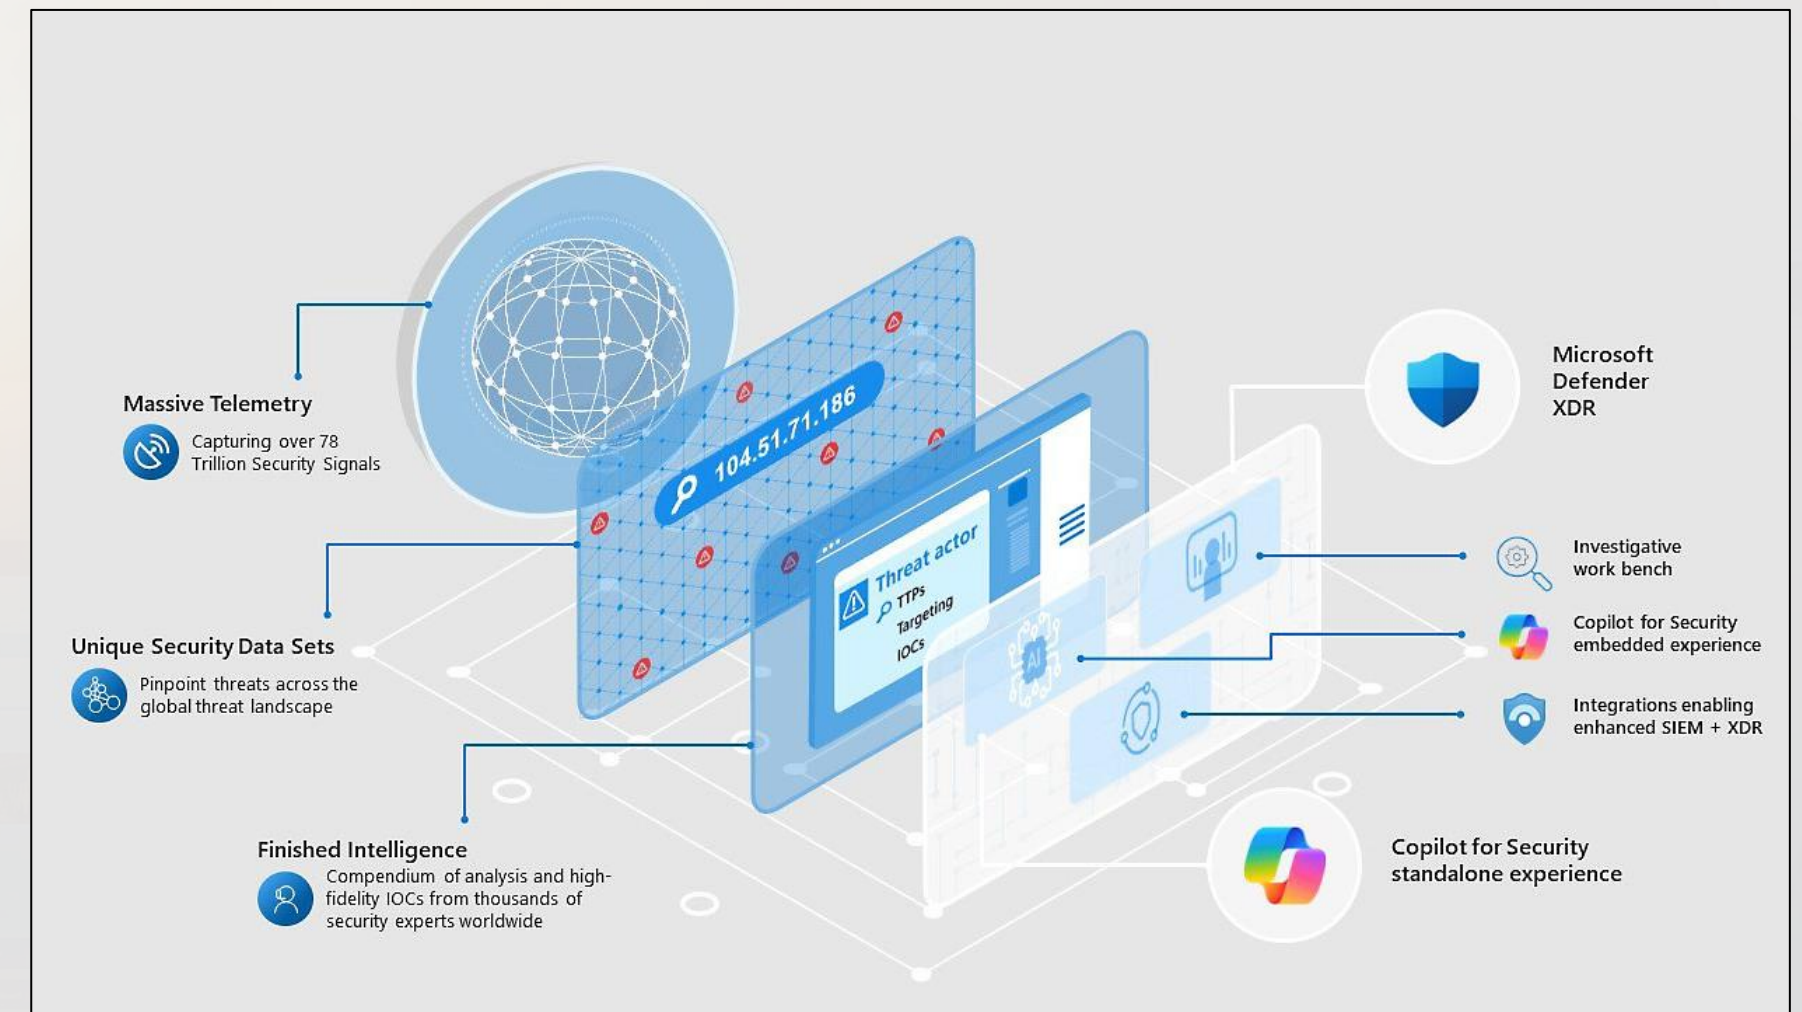 Massive Telemetry
Capturing over 78
Trillion Security Signals
Unique Security Data Sets
Pinpoint threats across the
global threat landscape
Finished Intelligence
Compendium of analysis and high-
fidelity IOCs from thousands of
security experts worldwide
104.51.71.186
Threat actor
TTPs
Targeting
IOCs
AI
Microsoft
Defender
XDR
Investigative
work bench
Copilot for Security
embedded experience
Integrations enabling
enhanced SIEM + XDR
Copilot for Security
standalone experience